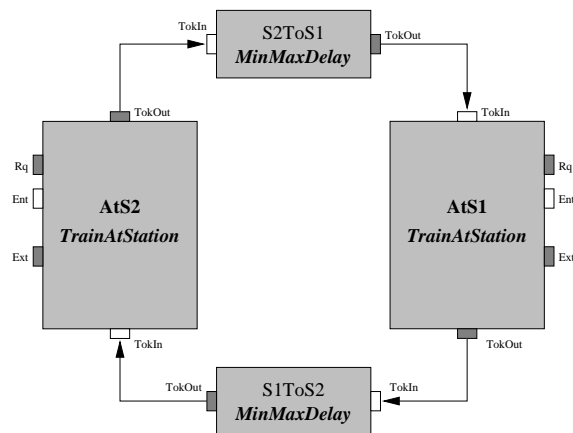 TokIn
S2ToS1
MinMaxDelay
TokOut
TokOut
TokIn
Rq
Ent
Ext
AtS2
TrainAtStation
AtS1
TrainAtStation
Rq
Ent
Ext
TokIn
TokOut
TokOut
S1ToS2
MinMaxDelay
TokIn